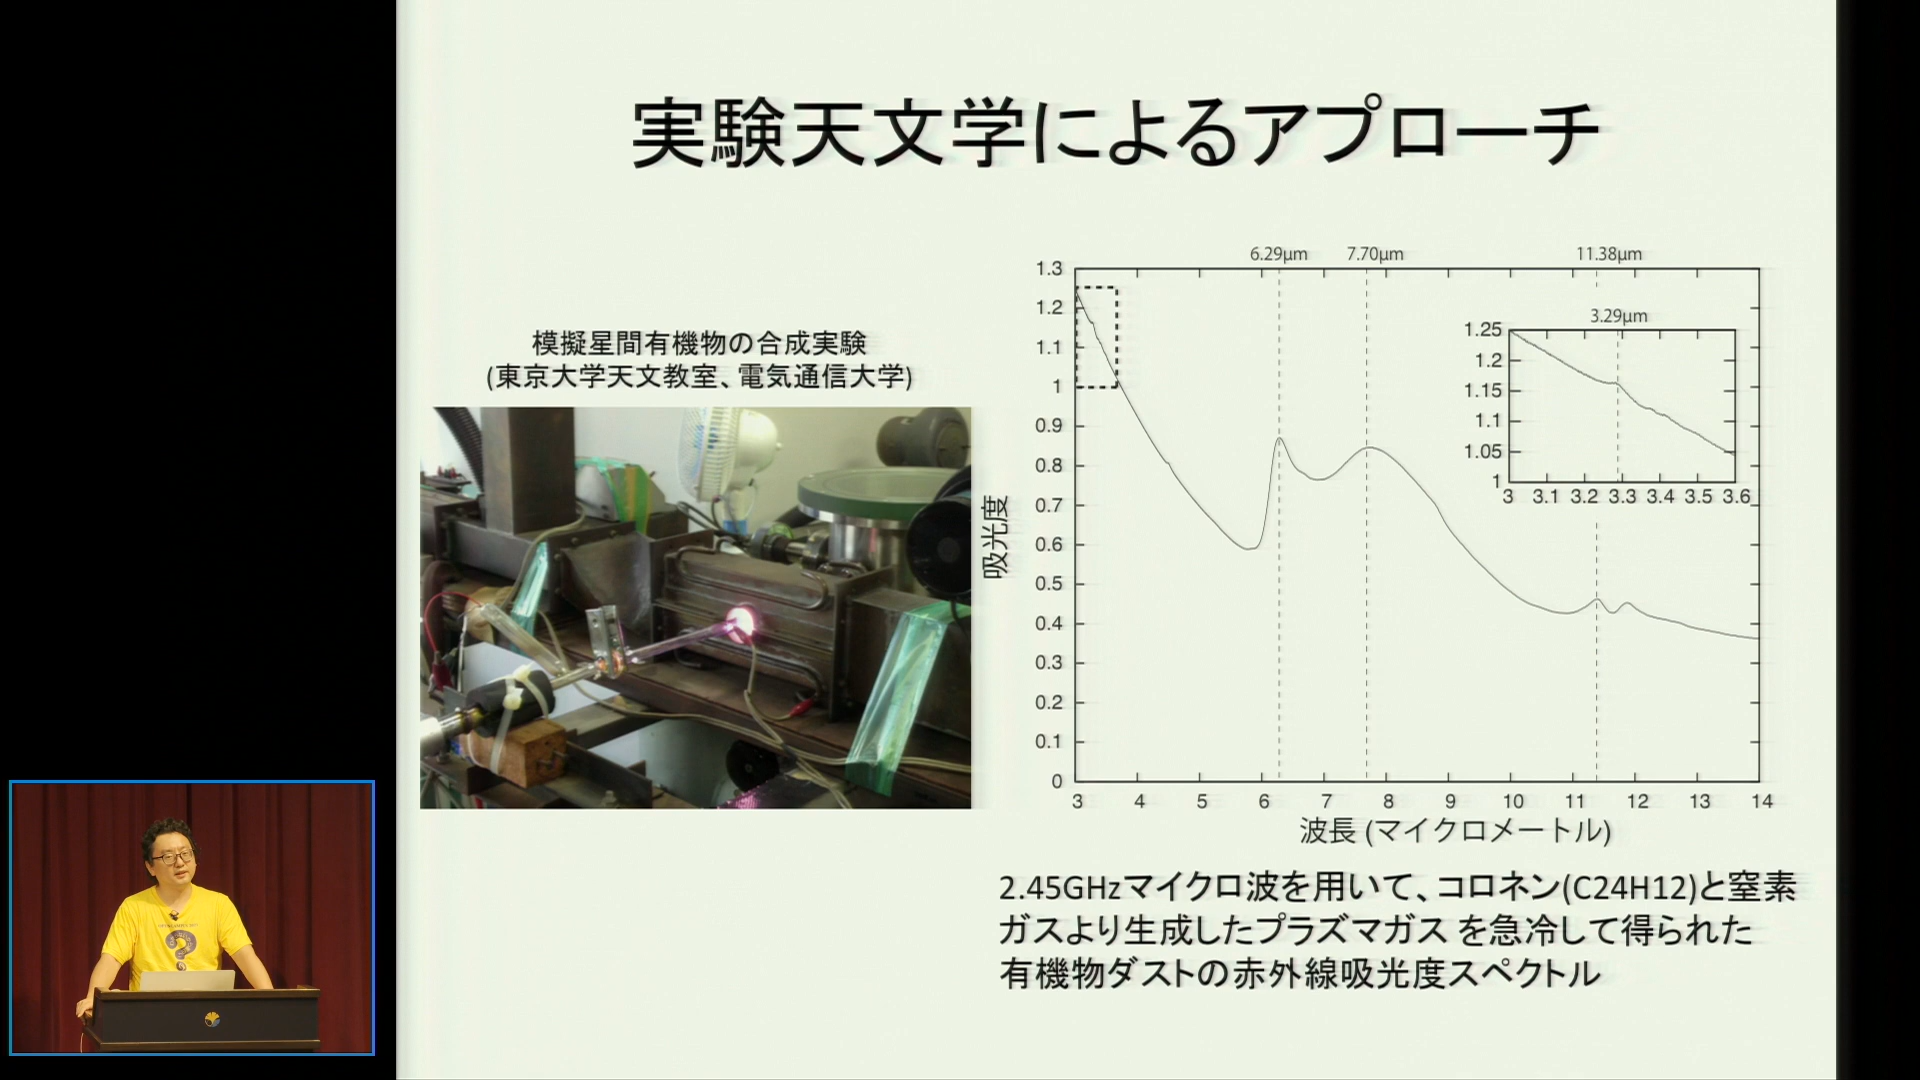 実験天文学によるアプローチ
模擬星間有機物の合成実験
(東京大学天文教室、電気通信大学)
6.29μm 7.70μm 11.38μm
1.3
1.2
1.1
1
0.9
0.8
0.7
0.6
0.5
0.4
0.3
0.2
0.1
0
吸光度
3 4 5 6 7 8 9 10 11 12 13 14
波長 (マイクロメートル)
3.29μm
1.25
1.2
1.15
1.1
1.05
1
3 3.1 3.2 3.3 3.4 3.5 3.6
2.45GHzマイクロ波を用いて、コロネン(C24H12)と窒素
ガスより生成したプラズマガス を急冷して得られた
有機物ダストの赤外線吸光度スペクトル
?